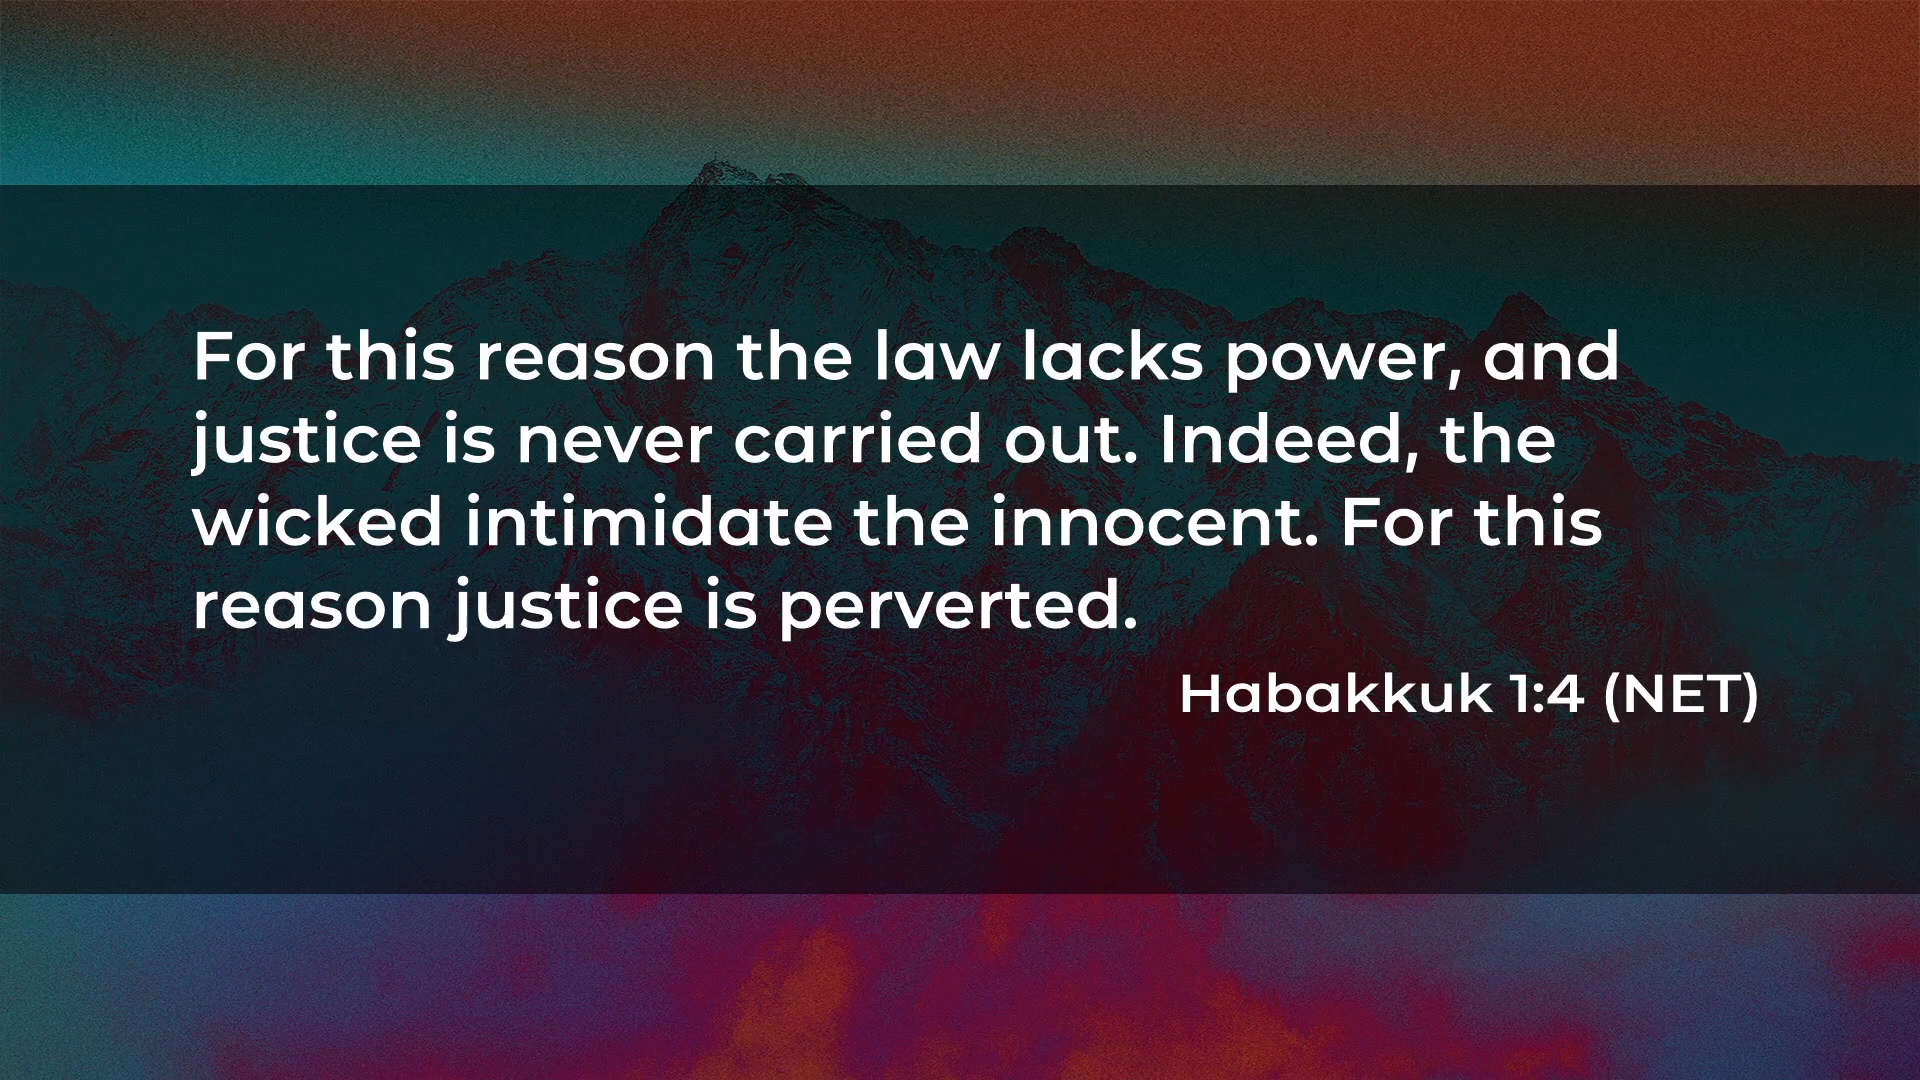 For this reason the law lacks power, and
justice is never carried out. Indeed, the
wicked intimidate the innocent. For this
reason justice is perverted.
Habakkuk 1:4 (NET)